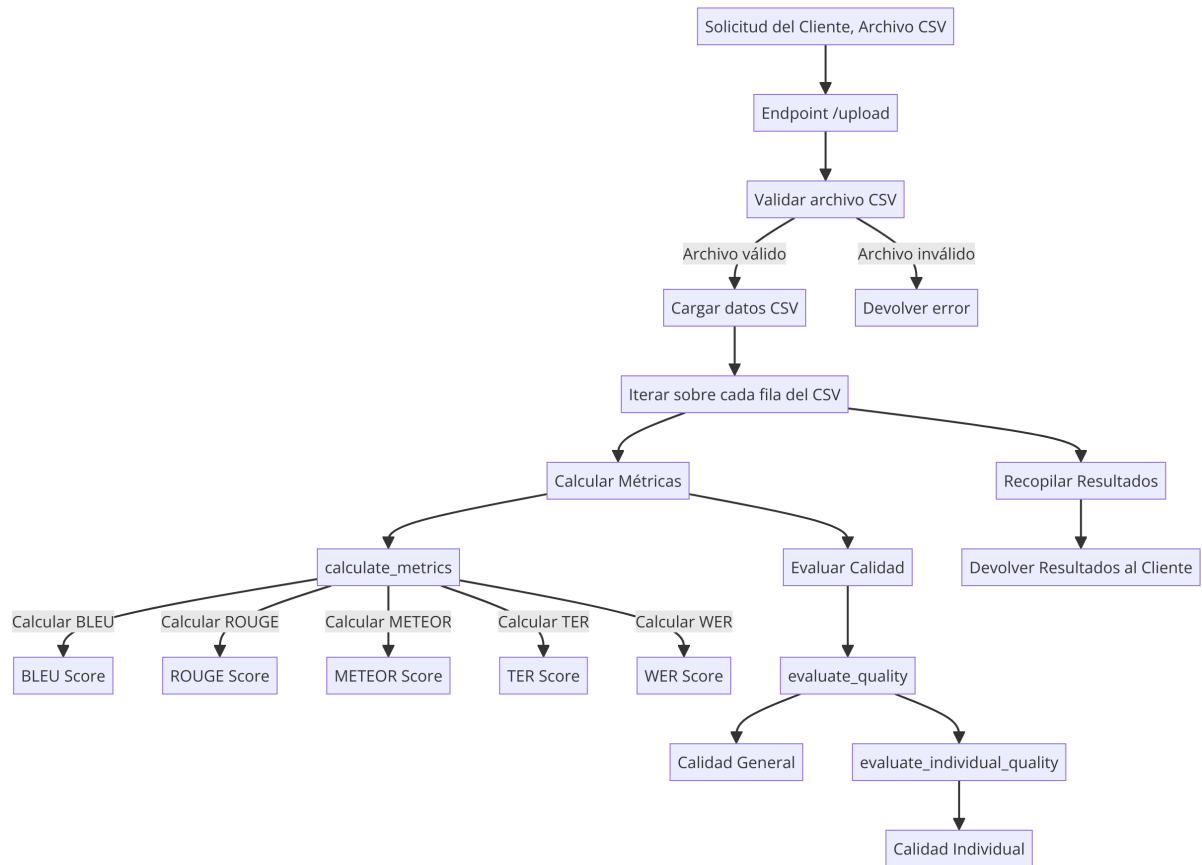 Solicitud del Cliente, Archivo CSV
Endpoint /upload
Validar archivo CSV
Archivo válido
Archivo inválido
Cargar datos CSV
Devolver error
Iterar sobre cada fila del CSV
Calcular Métricas
Recopilar Resultados
calculate_metrics
Evaluar Calidad
Devolver Resultados al Cliente
Calcular BLEU
Calcular ROUGE
Calcular METEOR
Calcular TER
Calcular WER
BLEU Score
ROUGE Score
METEOR Score
TER Score
WER Score
evaluate_quality
Calidad General
evaluate_individual_quality
Calidad Individual